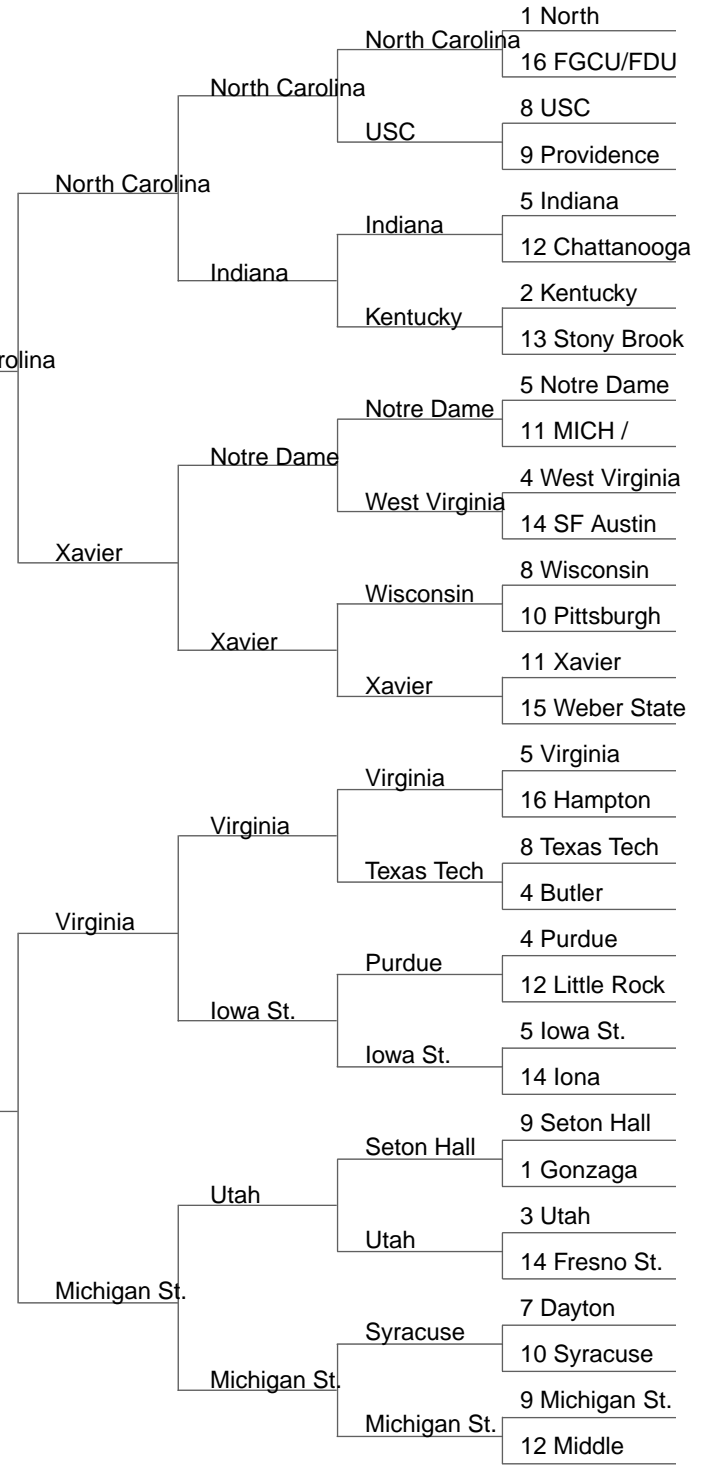 1 North
North Carolina
16 FGCU/FDU
North Carolina
8 USC
USC
9 Providence
North Carolina
5 Indiana
Indiana
12 Chattanooga
Indiana
2 Kentucky
Kentucky
13 Stony Brook
rolina
5 Notre Dame
Notre Dame
11 MICH /
Notre Dame
4 West Virginia
West Virginia
14 SF Austin
Xavier
8 Wisconsin
Wisconsin
10 Pittsburgh
Xavier
11 Xavier
Xavier
15 Weber State
5 Virginia
Virginia
16 Hampton
Virginia
8 Texas Tech
Texas Tech
4 Butler
Virginia
4 Purdue
Purdue
12 Little Rock
Iowa St.
5 Iowa St.
Iowa St.
14 Iona
9 Seton Hall
Seton Hall
1 Gonzaga
Utah
3 Utah
Utah
14 Fresno St.
Michigan St.
7 Dayton
Syracuse
10 Syracuse
Michigan St.
9 Michigan St.
Michigan St.
12 Middle